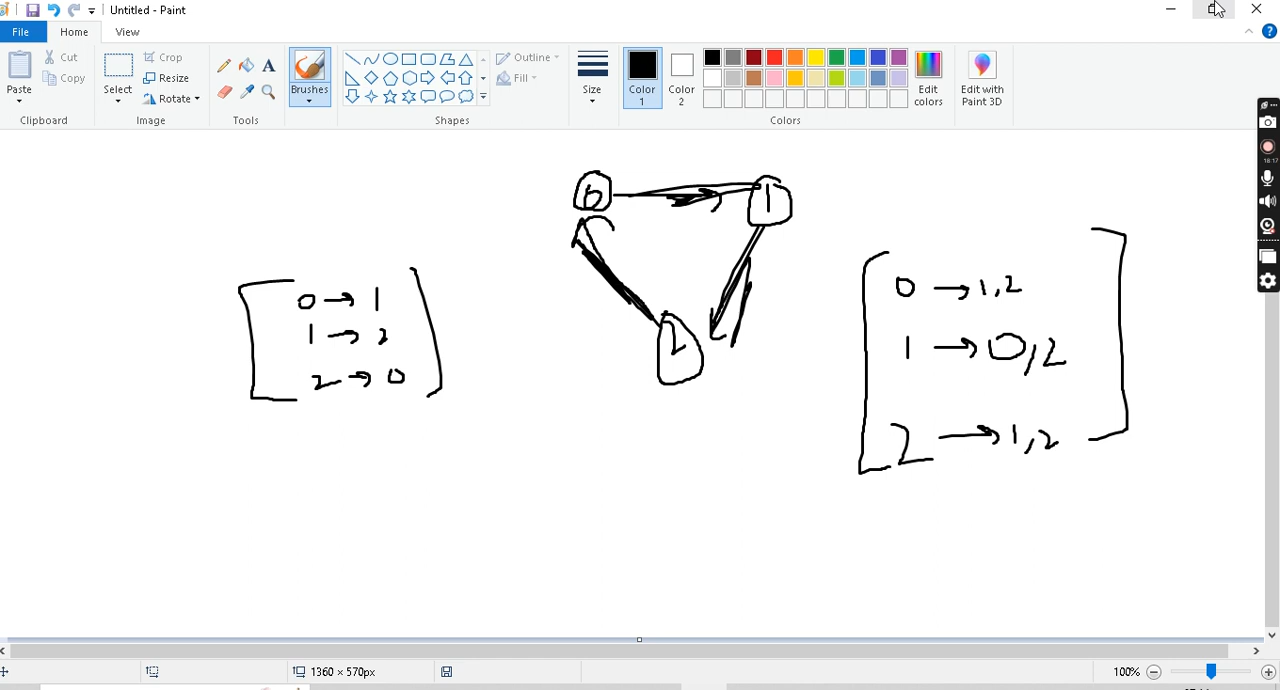 Untitled - Paint
File
Home
View
Paste
Cut
Copy
Clipboard
Select
Crop
Resize
Rotate
Image
A
Tools
Brushes
Shapes
Outline
Fill
Size
Color 1
Color 2
Colors
Edit colors
Edit with Paint 3D
18:17
0 1
2
0 → 1
1 → 2
2 → 0
0 → 1,2
1 → 0,2
2 → 1,2
1360 × 570px
100%